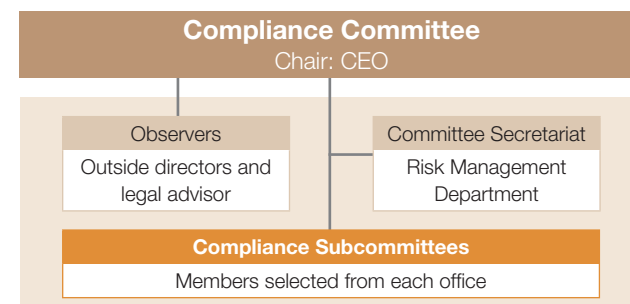 Compliance Committee
Chair: CEO
Observers
Outside directors and
legal advisor
Committee Secretariat
Risk Management
Department
Compliance Subcommittees
Members selected from each office